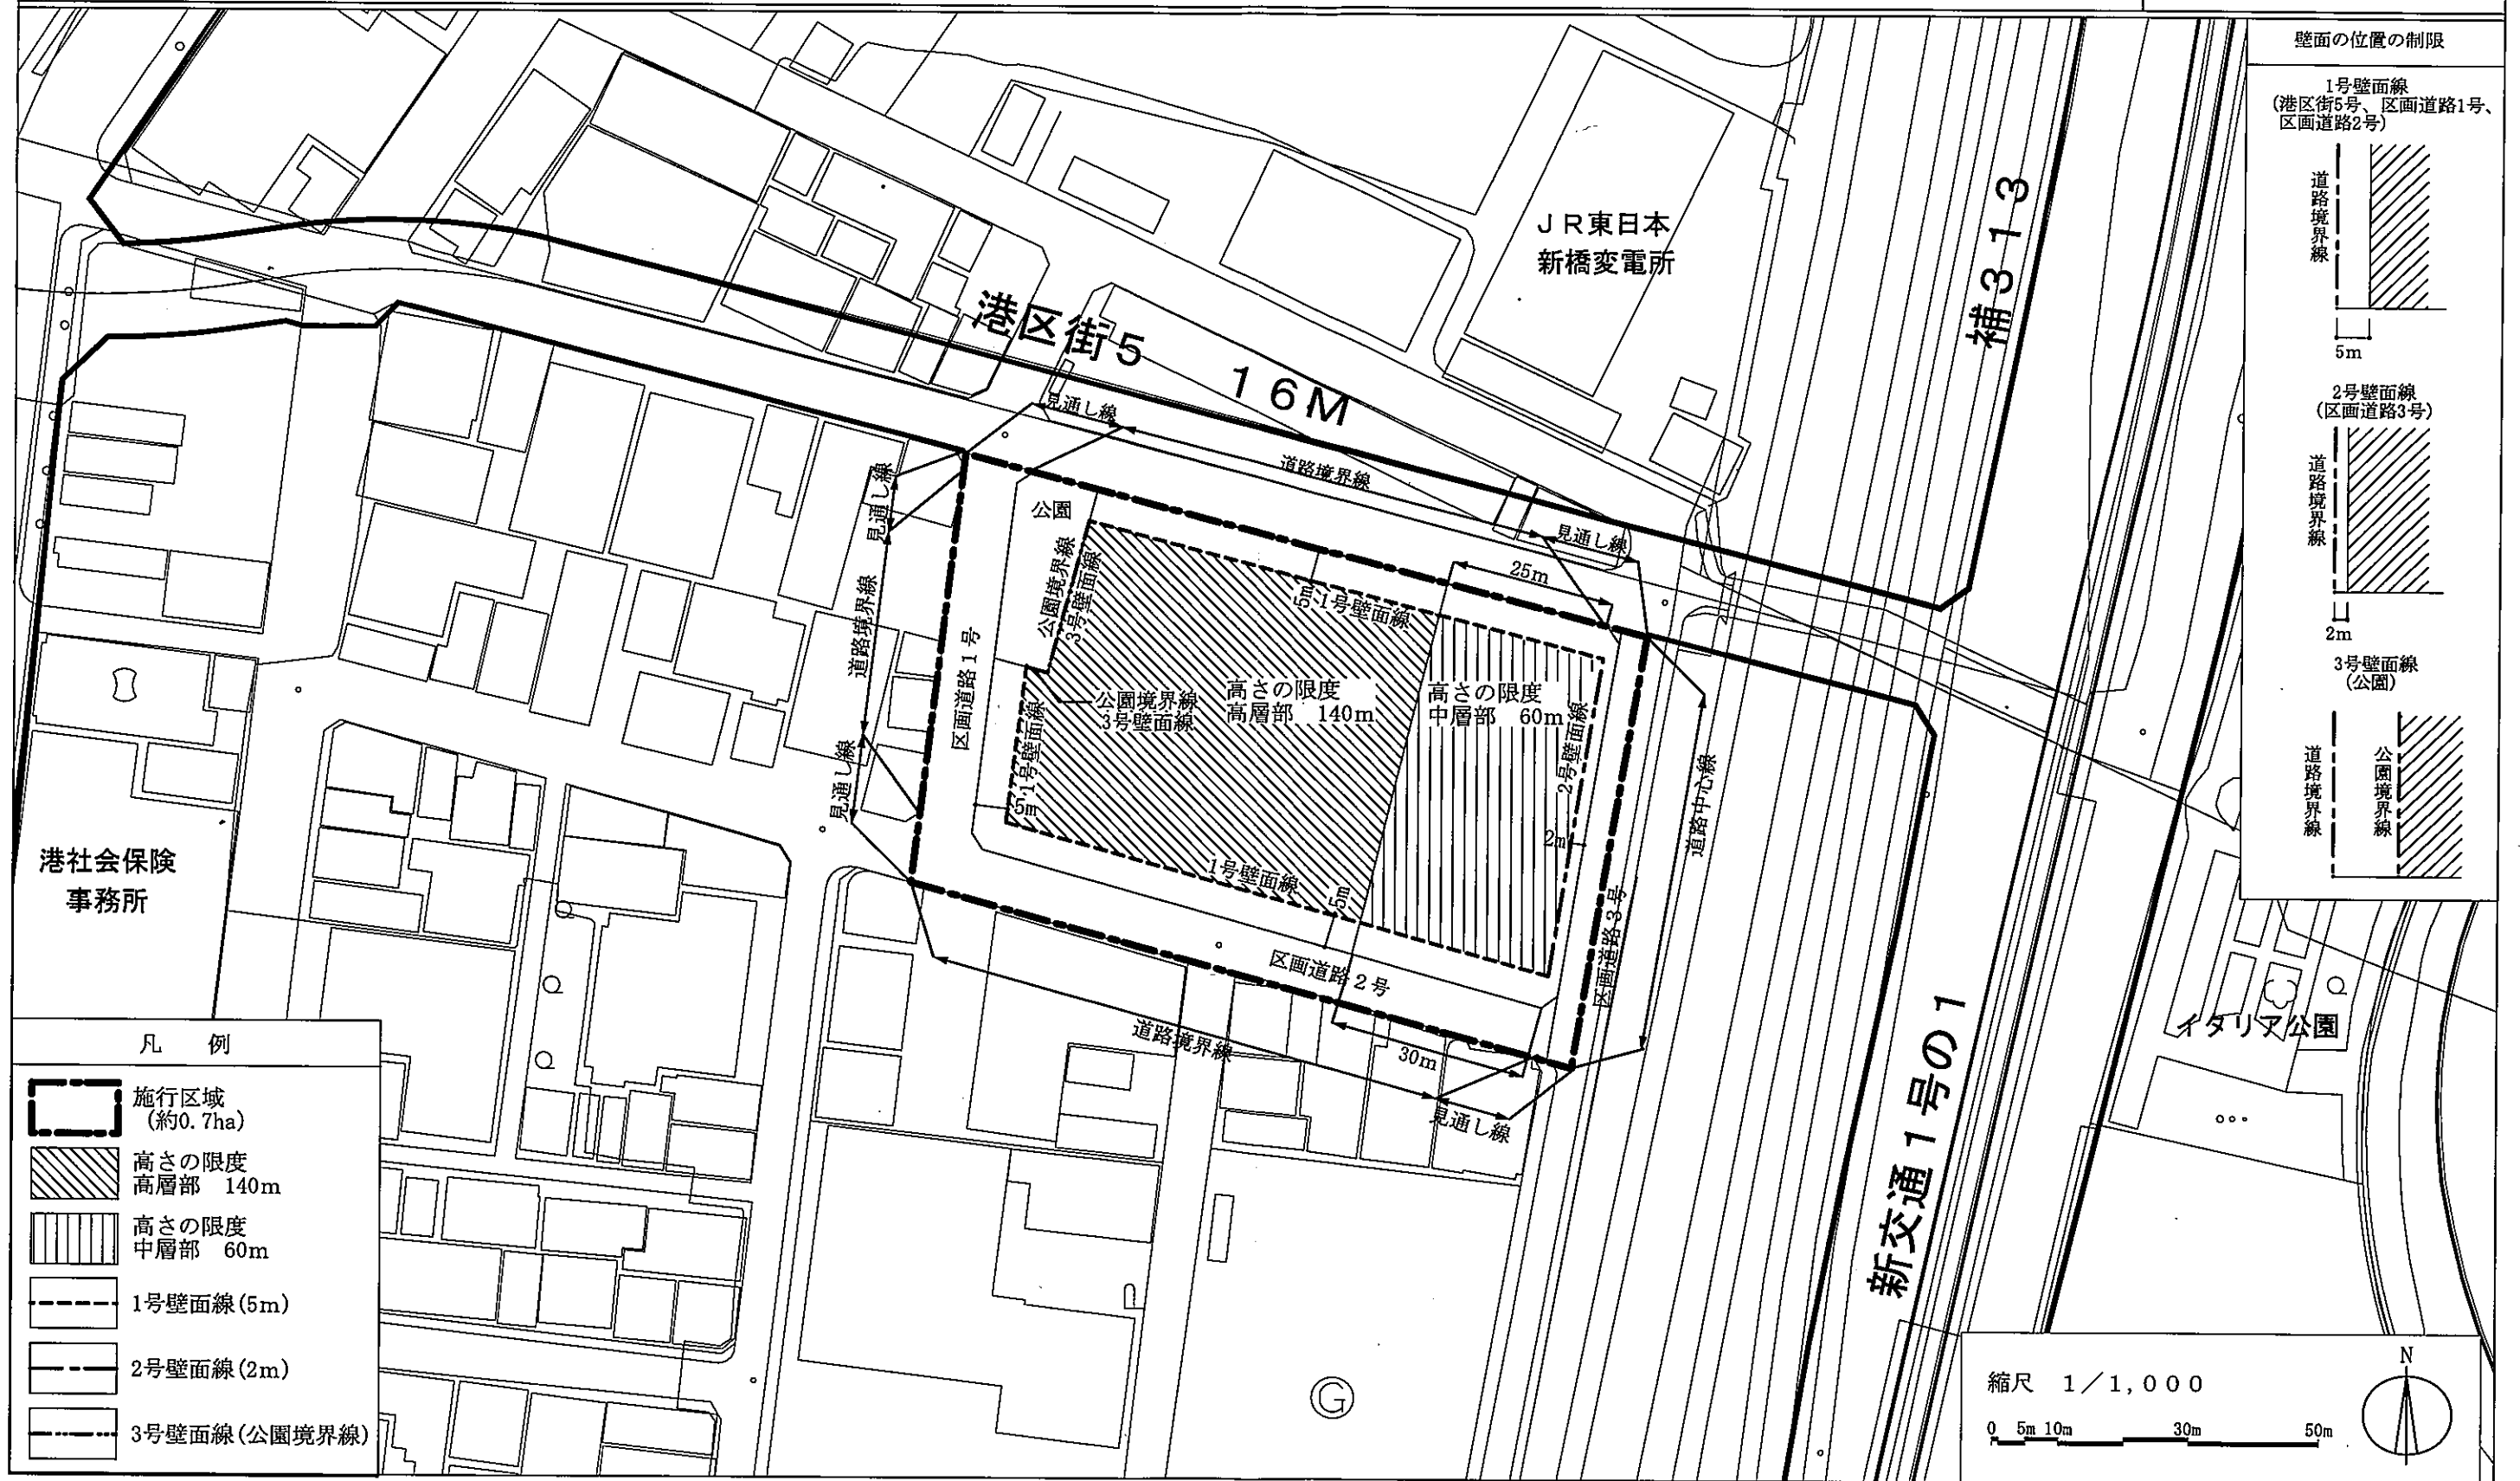 壁面の位置の制限
1号壁面線
(港区街5号、区画道路1号、
区画道路2号)
道路境界線
5m
2号壁面線
(区画道路3号)
道路境界線
2m
3号壁面線
(公園)
道路境界線
公園境界線
JR東日本
新橋変電所
補313
港区街5 16M
見通し線
道路境界線
見通し線
見通し線
公園
25m
5m
1号壁面線
公園境界線
3号壁面線
道路境界線
区画道路1号
公園境界線
3号壁面線
高さの限度
高層部 140m
高さの限度
中層部 60m
2号壁面線
1号壁面線
5m
見通し線
2m
道路中心線
1号壁面線
5m
区画道路3号
区画道路2号
道路境界線
30m
見通し線
港社会保険
事務所
イタリア公園
新交通1号の1
G
凡 例
施行区域
(約0.7ha)
高さの限度
高層部 140m
高さの限度
中層部 60m
1号壁面線(5m)
2号壁面線(2m)
3号壁面線(公園境界線)
縮尺 1/1,000
N
0 5m 10m 30m 50m